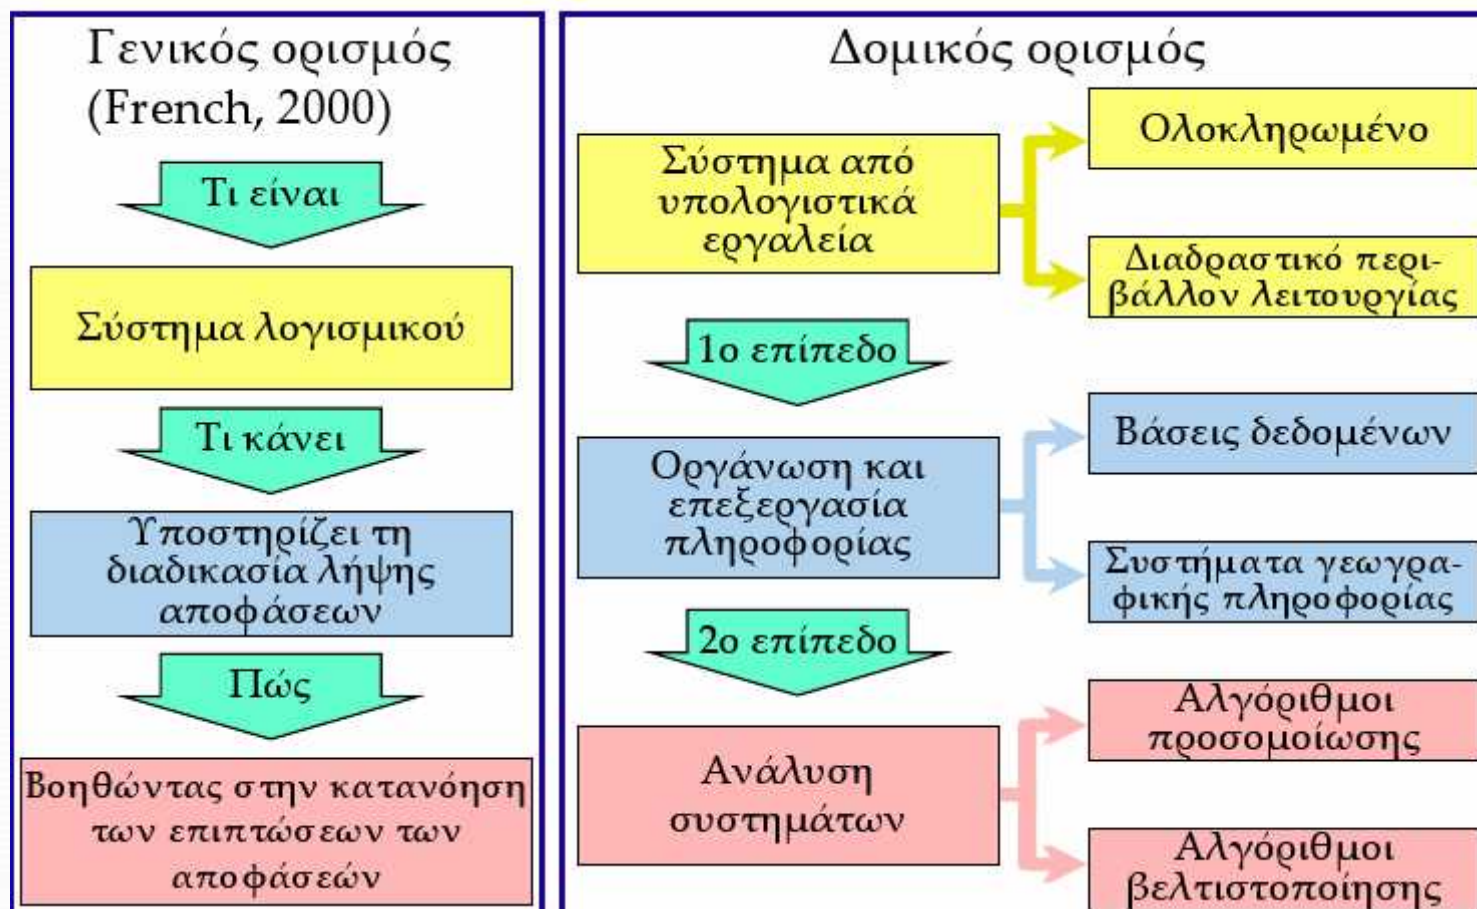 Γενικός ορισμός
(French, 2000)
Τι είναι
Σύστημα λογισμικού
Τι κάνει
Υποστηρίζει τη
διαδικασία λήψης
αποφάσεων
Πώς
Βοηθώντας στην κατανόηση
των επιπτώσεων των
αποφάσεών
Δομικός ορισμός
Σύστημα από
υπολογιστικά
εργαλεία
Ολοκληρωμένο
Διαδραστικό περι-
βάλλον λειτουργίας
1ο επίπεδο
Οργάνωση και
επεξεργασία
πληροφορίας
Βάσεις δεδομένων
Συστήματα γεωγρα-
φικής πληροφορίας
2ο επίπεδο
Ανάλυση
συστημάτων
Αλγόριθμοι
προσομοίωσης
Αλγόριθμοι
βελτιστοποίησης